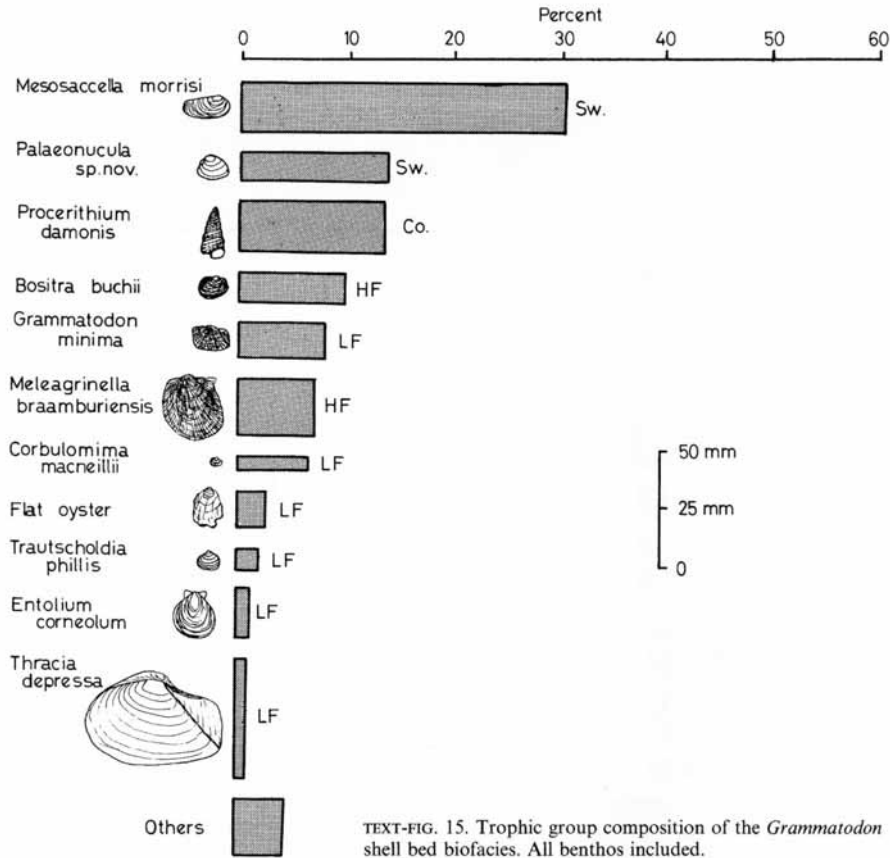 Percent
0 10 20 30 40 50 60
Mesosaccella morrisi
Sw.
Palaeonucula
sp.nov.
Sw.
Procerithium
damonis
Co.
Bositra buchii
HF
Grammatodon
minima
LF
Meleagrinella
braamburiensis
HF
Corbulomima
macneillii
LF
Flat oyster
LF
Trautscholdia
phillis
LF
Entolium
corneolum
LF
Thracia
depressa
LF
Others
50 mm
25 mm
0
TEXT-FIG. 15. Trophic group composition of the Grammatodon
shell bed biofacies. All benthos included.